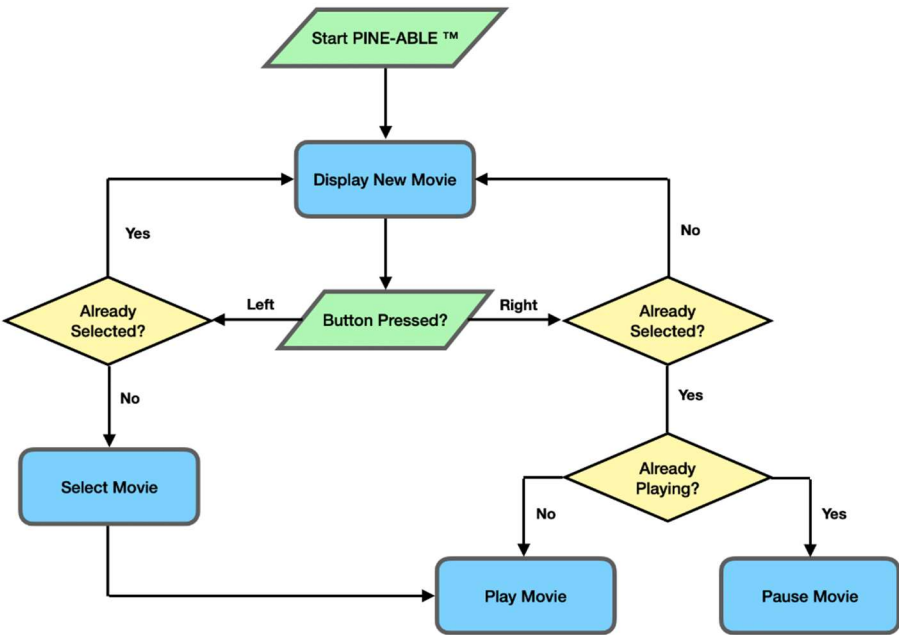 Start PINE-ABLE ™
Display New Movie
Yes
No
Left
Right
Already
Selected?
Button Pressed?
Already
Selected?
No
Yes
Select Movie
Already
Playing?
No
Yes
Play Movie
Pause Movie